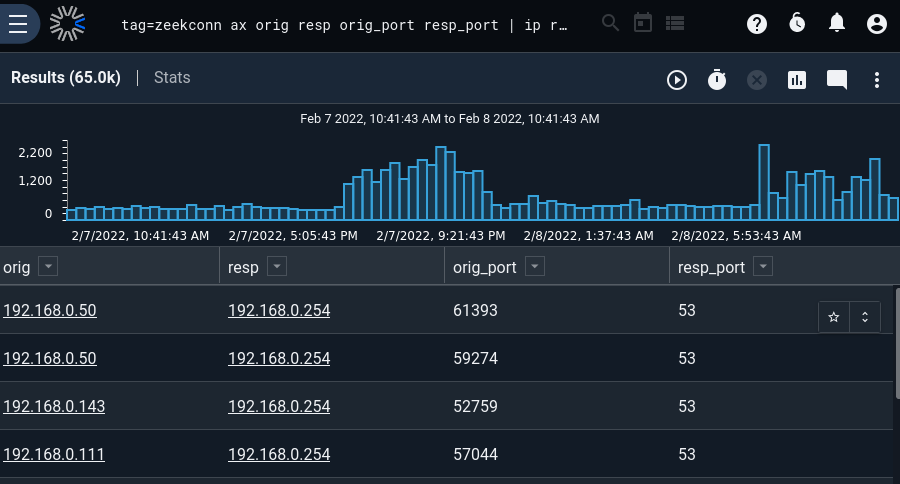 tag=zeekconn ax orig resp orig_port resp_port | ip r…
Results (65.0k) | Stats
Feb 7 2022, 10:41:43 AM to Feb 8 2022, 10:41:43 AM
2,200
1,200
0
2/7/2022, 10:41:43 AM 2/7/2022, 5:05:43 PM 2/7/2022, 9:21:43 PM 2/8/2022, 1:37:43 AM 2/8/2022, 5:53:43 AM
orig resp orig_port resp_port
192.168.0.50 192.168.0.254 61393 53
192.168.0.50 192.168.0.254 59274 53
192.168.0.143 192.168.0.254 52759 53
192.168.0.111 192.168.0.254 57044 53